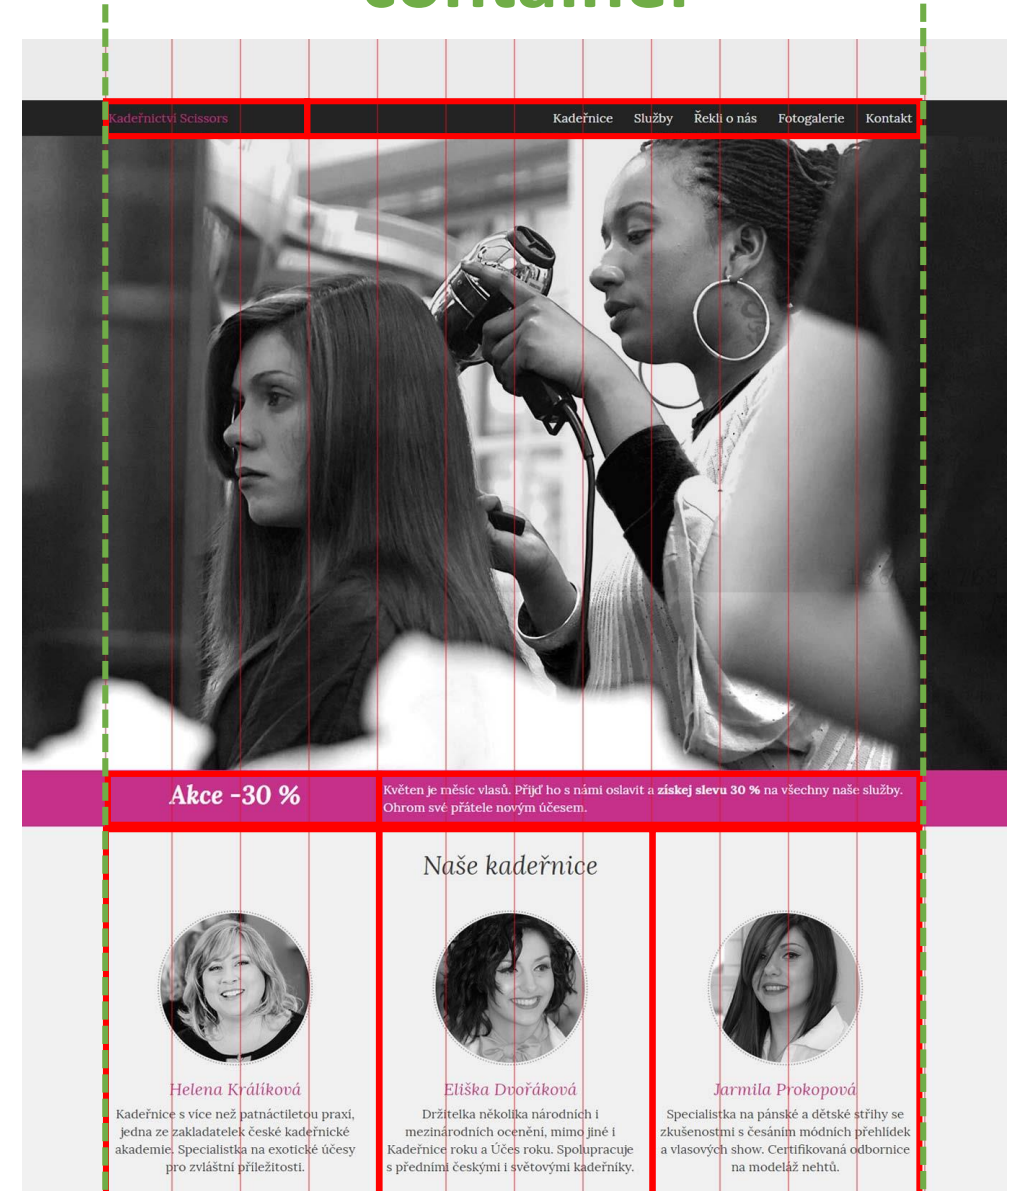 container
Kadeřnictví Scissors
Kadeřnice Služby Řekli o nás Fotogalerie Kontakt
Akce -30 %
Květen je měsíc vlasů. Přijď ho s námi oslavit a získej slevu 30 % na všechny naše služby.
Ohrom své přátele novým účesem.
Naše kadeřnice
Helena Králíková
Kadeřnice s více než patnáctiletou praxí,
jedna ze zakladatelek české kadeřnické
akademie. Specialistka na exotické účesy
pro zvláštní příležitosti.
Eliška Dvořáková
Držitelka několika národních i
mezinárodních ocenění, mimo jiné i
Kadeřnice roku a Účes roku. Spolupracuje
s předními českými i světovými kadeřníky.
Jarmila Prokopová
Specialistka na pánské a dětské střihy se
zkušenostmi s česáním módních přehlídek
a vlasových show. Certifikovaná odbornice
na modeláž nehtů.